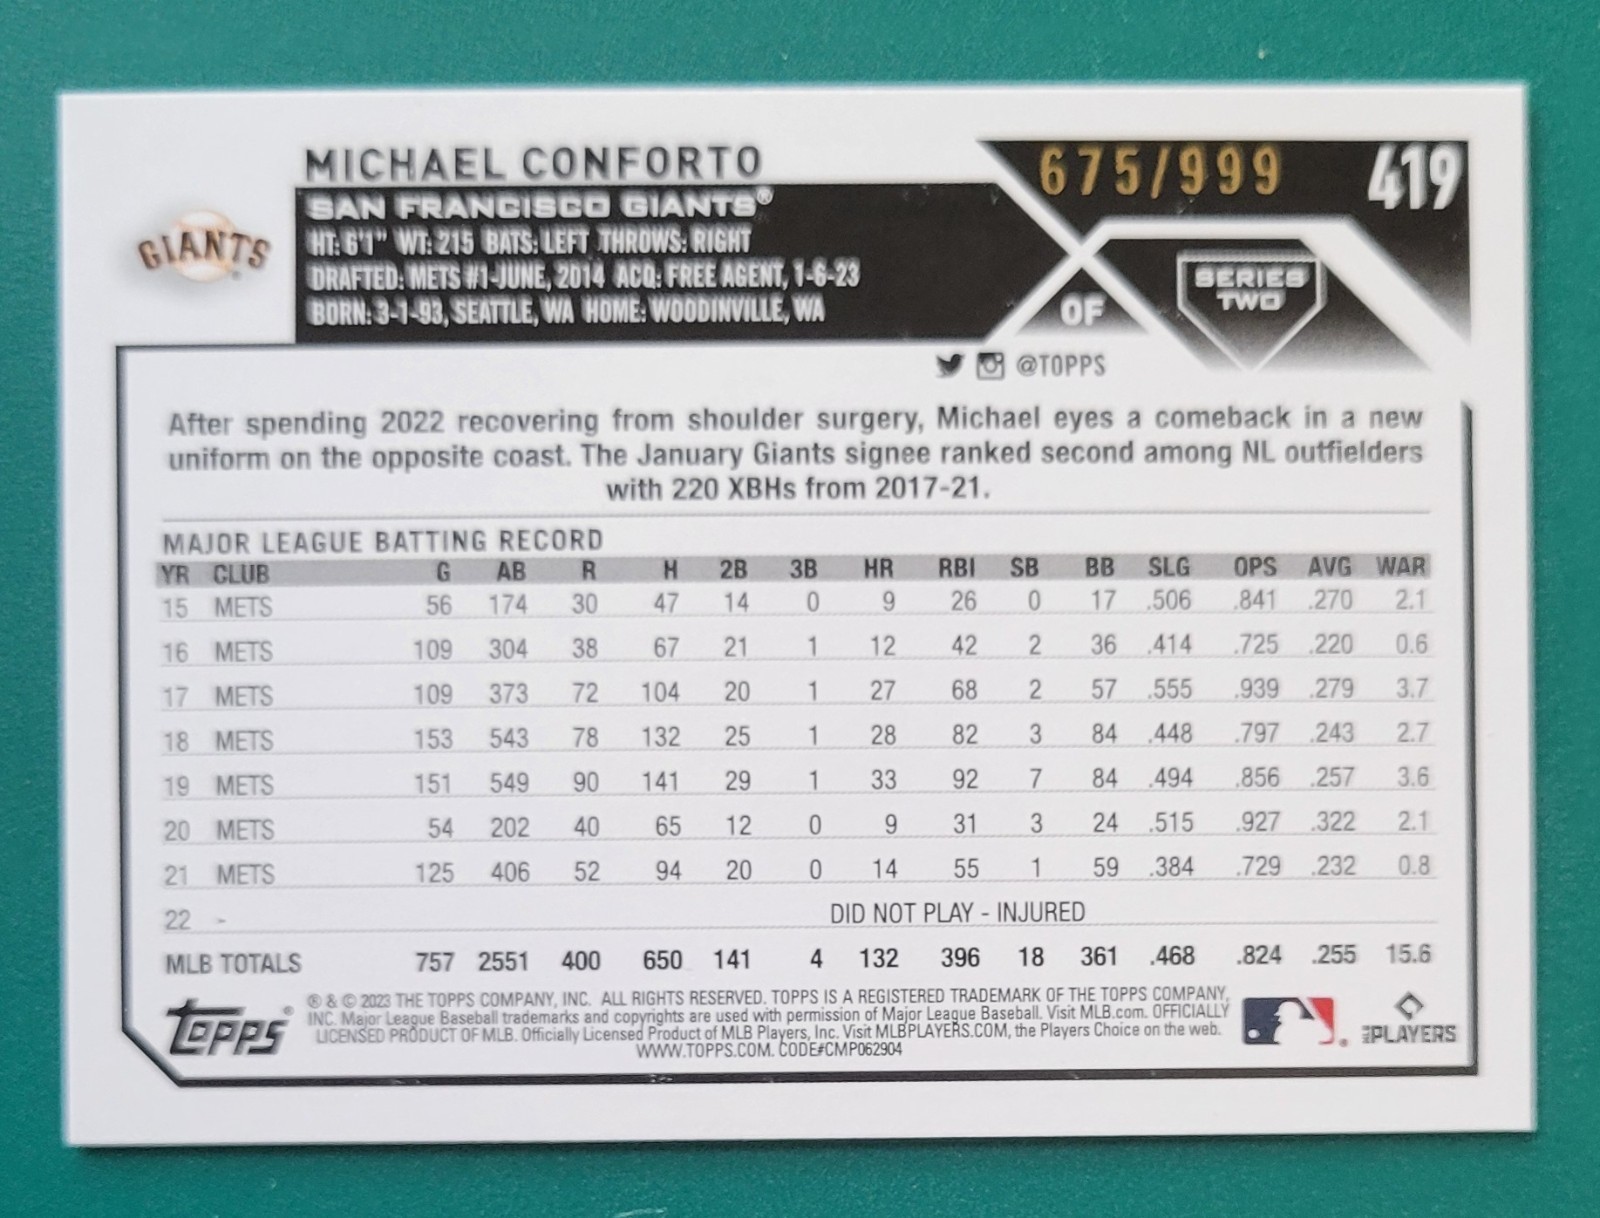 MICHAEL CONFORTO
675/999
419
SAN FRANCISCO GIANTS®
GIANTS
HT: 6'1" WT: 215 BATS: LEFT THROWS: RIGHT
DRAFTED: METS #1-JUNE, 2014 ACQ: FREE AGENT, 1-6-23
BORN: 3-1-93, SEATTLE, WA HOME: WOODINVILLE, WA
OF
SERIES
TWO
@TOPPS
After spending 2022 recovering from shoulder surgery, Michael eyes a comeback in a new
uniform on the opposite coast. The January Giants signee ranked second among NL outfielders
with 220 XBHs from 2017-21.
MAJOR LEAGUE BATTING RECORD
YR CLUB G AB R H 2B 3B HR RBI SB BB SLG OPS AVG WAR
15 METS 56 174 30 47 14 0 9 26 0 17 .506 .841 .270 2.1
16 METS 109 304 38 67 21 1 12 42 2 36 .414 .725 .220 0.6
17 METS 109 373 72 104 20 1 27 68 2 57 .555 .939 .279 3.7
18 METS 153 543 78 132 25 1 28 82 3 84 .448 .797 .243 2.7
19 METS 151 549 90 141 29 1 33 92 7 84 .494 .856 .257 3.6
20 METS 54 202 40 65 12 0 9 31 3 24 .515 .927 .322 2.1
21 METS 125 406 52 94 20 0 14 55 1 59 .384 .729 .232 0.8
22 - DID NOT PLAY - INJURED
MLB TOTALS 757 2551 400 650 141 4 132 396 18 361 .468 .824 .255 15.6
TOPPS®
® & © 2023 THE TOPPS COMPANY, INC. ALL RIGHTS RESERVED. TOPPS IS A REGISTERED TRADEMARK OF THE TOPPS COMPANY,
INC. Major League Baseball trademarks and copyrights are used with permission of Major League Baseball. Visit MLB.com. OFFICIALLY
LICENSED PRODUCT OF MLB. Officially Licensed Product of MLB Players, Inc. Visit MLBPLAYERS.COM, the Players Choice on the web.
WWW.TOPPS.COM. CODE#CMP062904
MLB PLAYERS